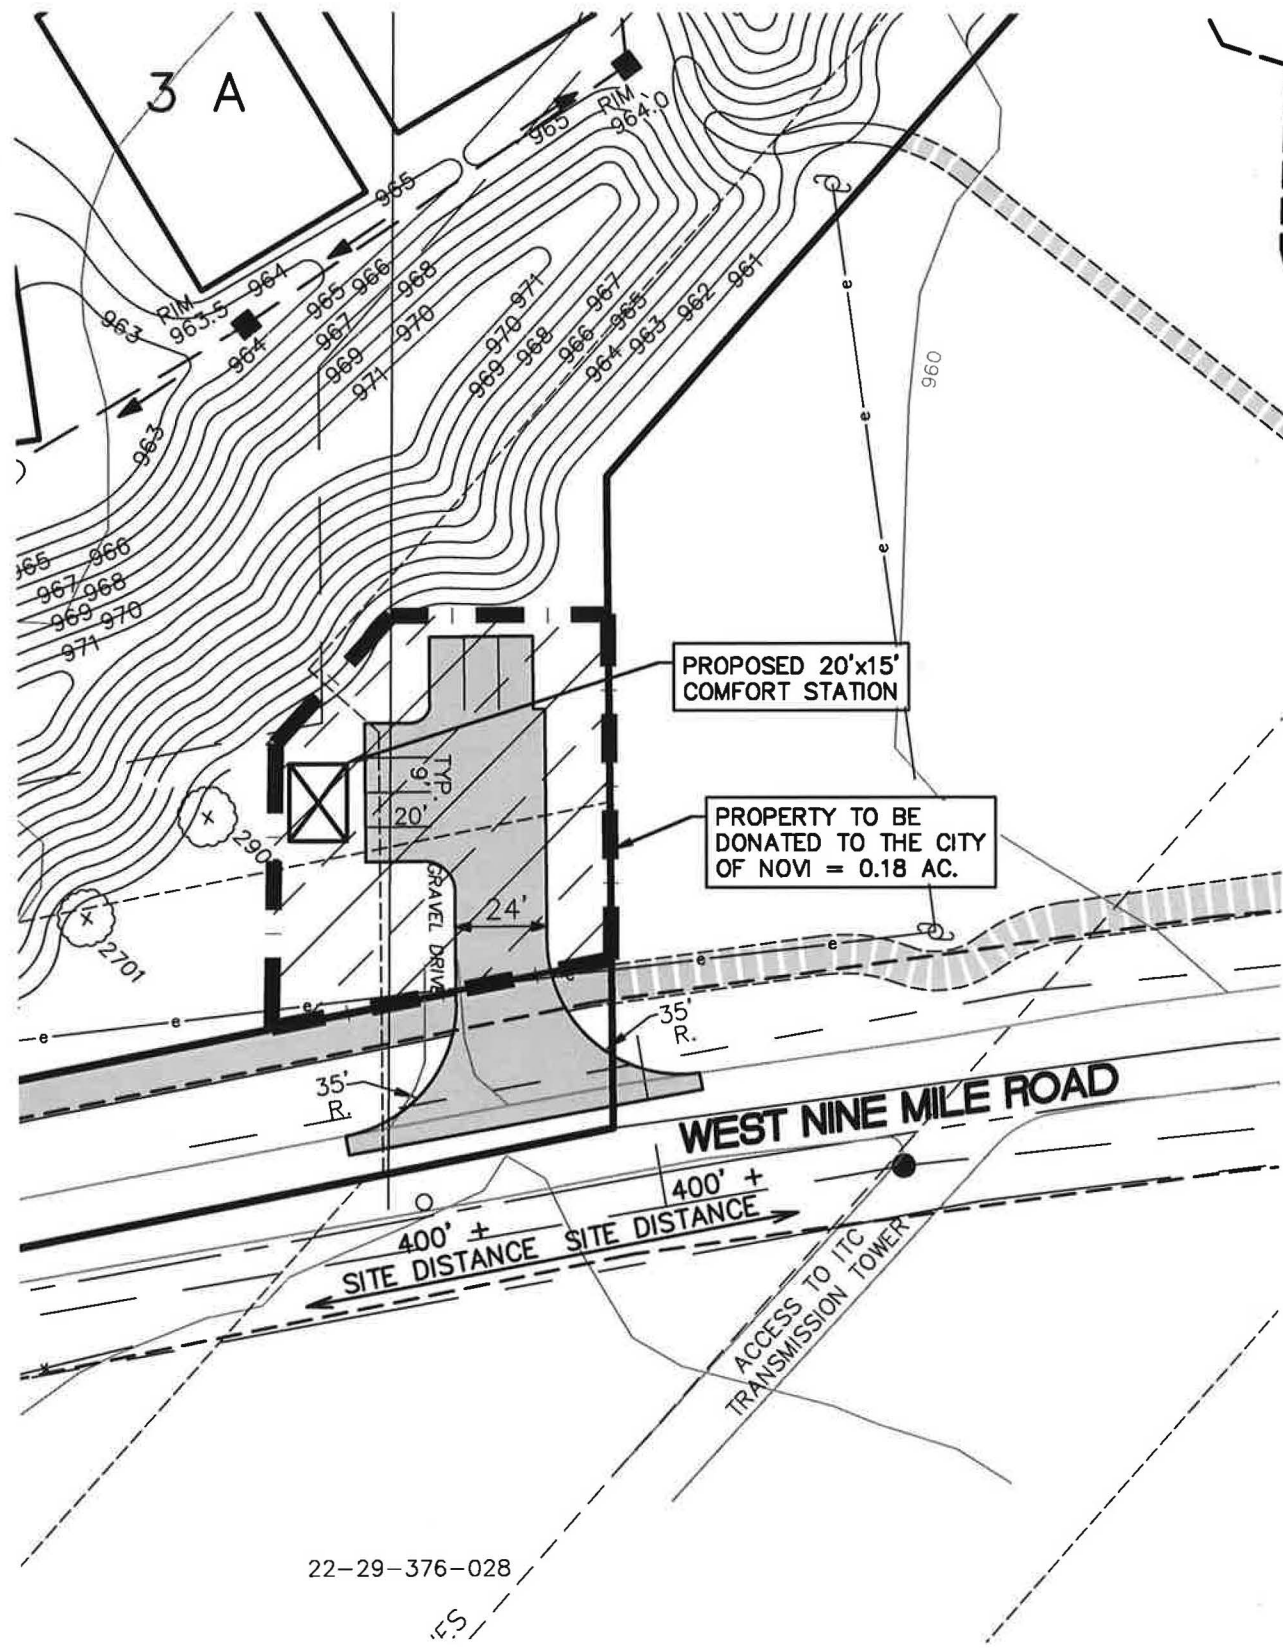 3 A
965
RIM
964.0
965
964
RIM
963.5
963
964
965
966
967
968
969
970
971
971
970
969
968
967
966
965
964
963
962
961
960
963
966
967
968
969
970
971
PROPOSED 20'x15'
COMFORT STATION
TYP.
9'
20'
PROPERTY TO BE
DONATED TO THE CITY
OF NOVI = 0.18 AC.
2701
GRAVEL DRIVE
24'
e
e
e
e
e
e
e
e
e
35'
R.
35'
R.
WEST NINE MILE ROAD
400' +
SITE DISTANCE
400' +
SITE DISTANCE
ACCESS TO ITC
TRANSMISSION TOWER
22-29-376-028